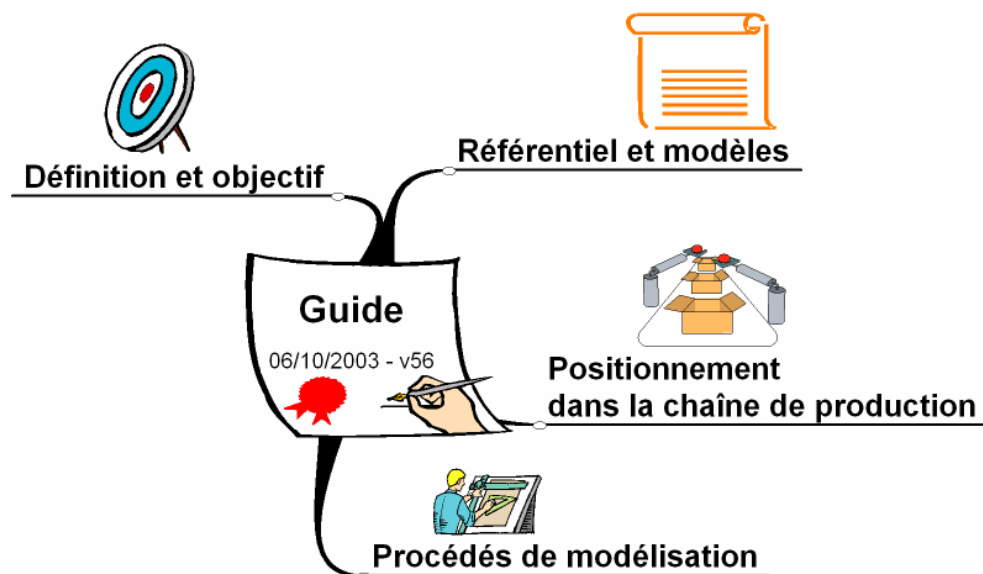 Définition et objectif
Référentiel et modèles
Guide
06/10/2003 - v56
Positionnement
dans la chaîne de production
Procédés de modélisation